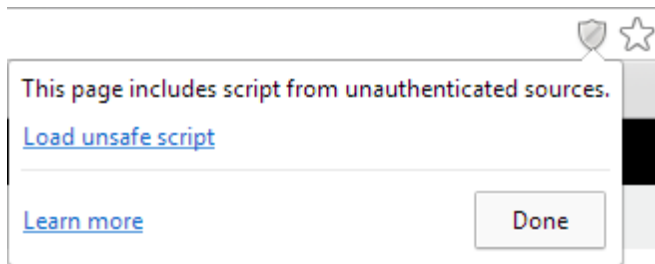 This page includes script from unauthenticated sources.
Load unsafe script
Learn more
Done